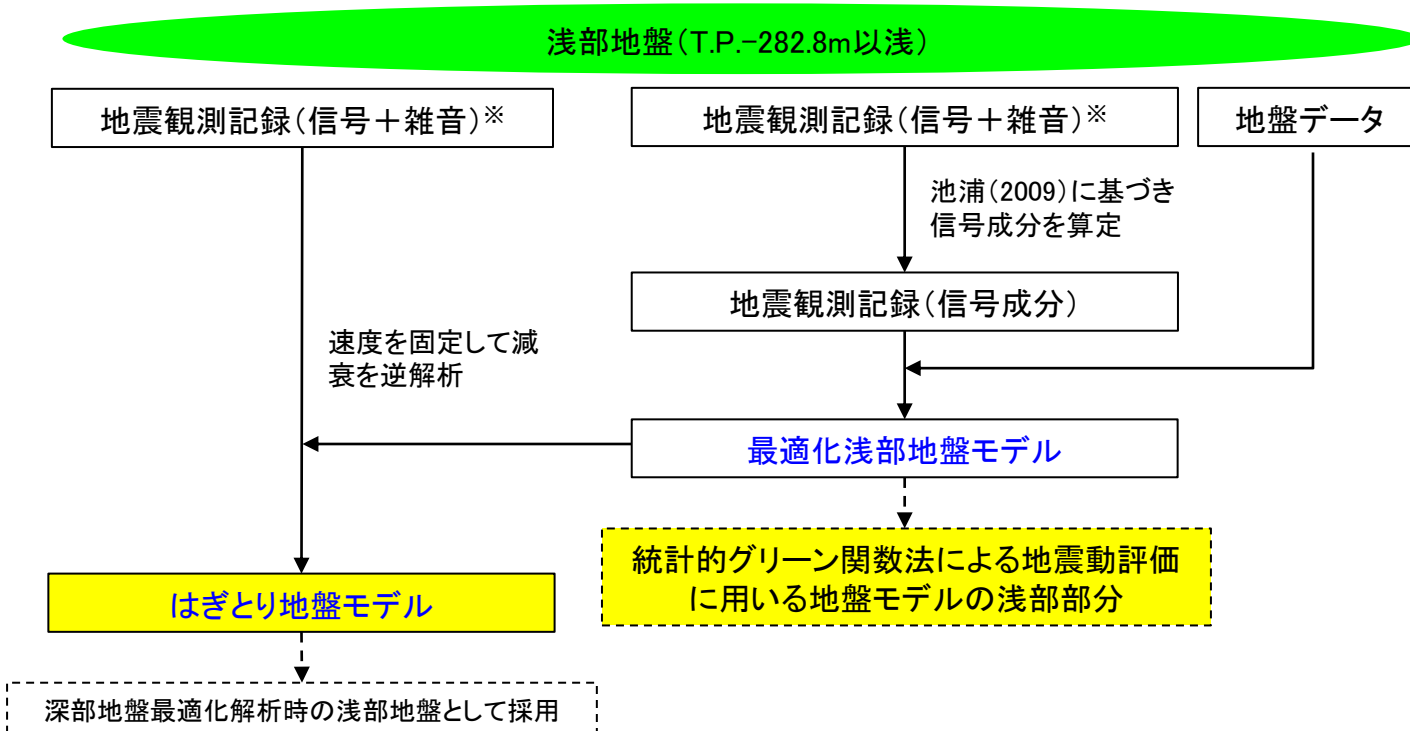 浅部地盤(T.P.-282.8m以浅)
地震観測記録(信号+雑音)※
地震観測記録(信号+雑音)※
地盤データ
池浦(2009)に基づき
信号成分を算定
地震観測記録(信号成分)
速度を固定して減
衰を逆解析
最適化浅部地盤モデル
統計的グリーン関数法による地震動評価
に用いる地盤モデルの浅部部分
はぎとり地盤モデル
深部地盤最適化解析時の浅部地盤として採用